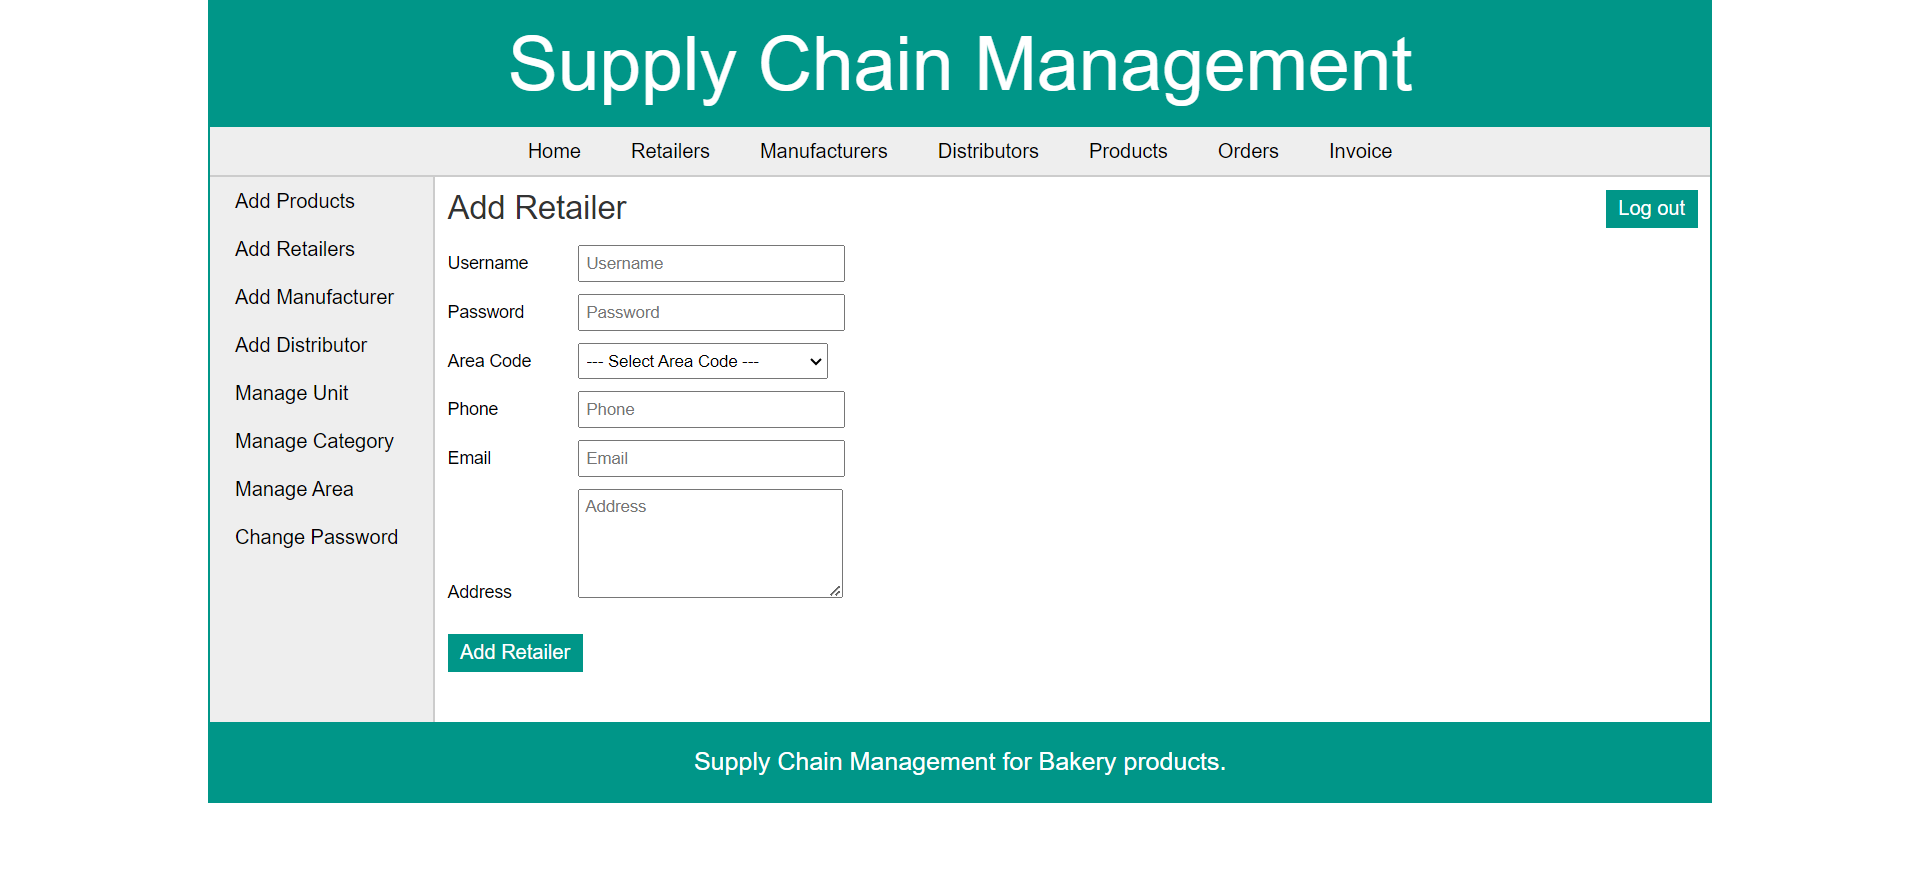 Supply Chain Management
Home Retailers Manufacturers Distributors Products Orders Invoice
Add Products
Add Retailers
Add Manufacturer
Add Distributor
Manage Unit
Manage Category
Manage Area
Change Password
Add Retailer
Log out
Username Username
Password Password
Area Code --- Select Area Code ---
Phone Phone
Email Email
Address
Address
Add Retailer
Supply Chain Management for Bakery products.